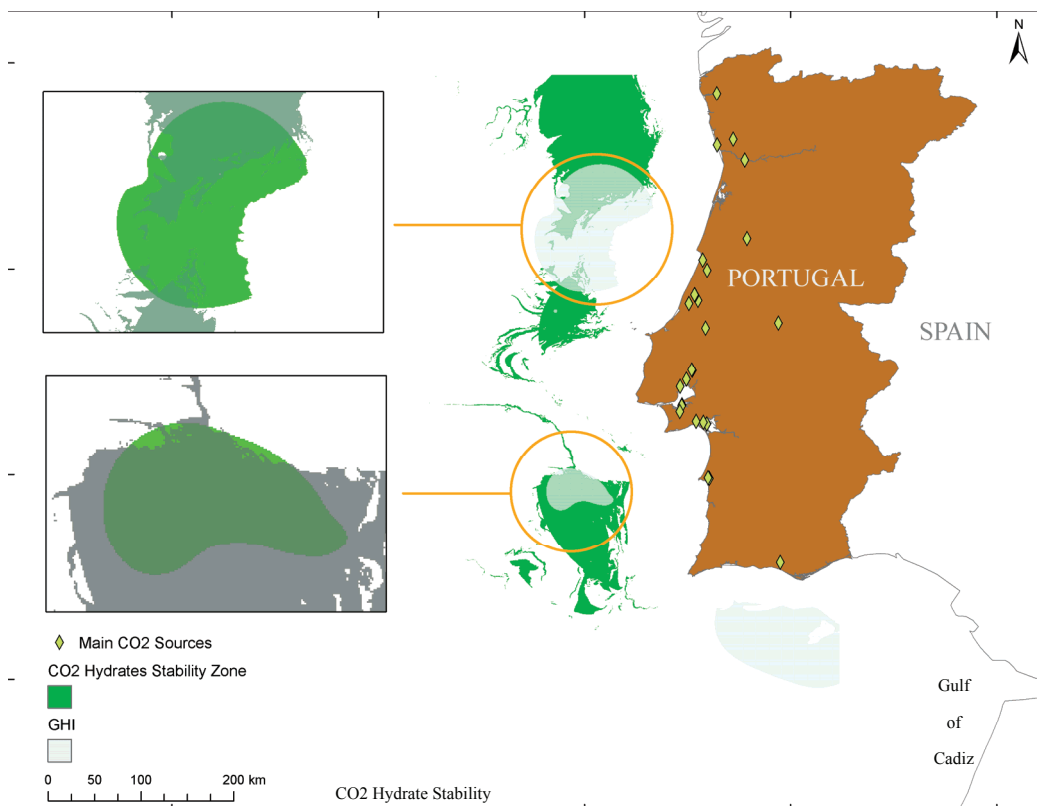 N
PORTUGAL
SPAIN
Main CO2 Sources
CO2 Hydrates Stability Zone
GHI
0 50 100 200 km
Gulf
of
Cadiz
CO2 Hydrate Stability